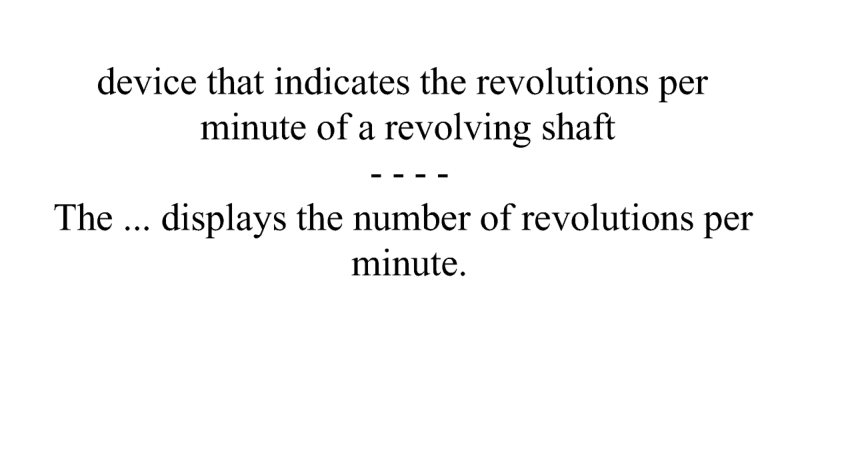 device that indicates the revolutions per
minute of a revolving shaft
- - - -
The ... displays the number of revolutions per
minute.